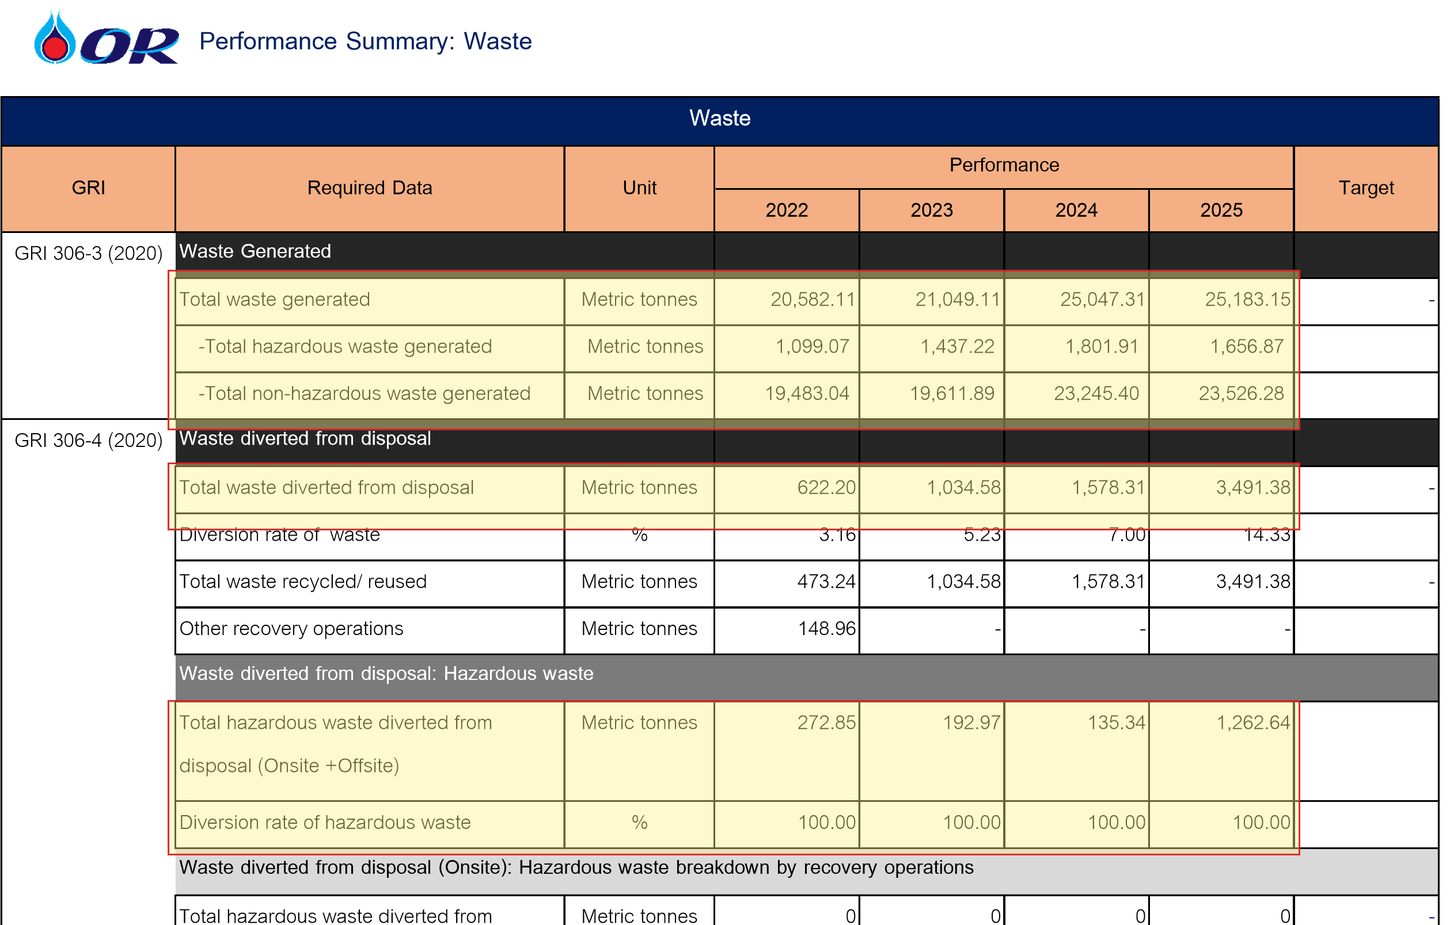 OR Performance Summary: Waste
Waste
GRI Required Data Unit Performance Target
2022 2023 2024 2025
GRI 306-3 (2020) Waste Generated
Total waste generated Metric tonnes 20,582.11 21,049.11 25,047.31 25,183.15 -
-Total hazardous waste generated Metric tonnes 1,099.07 1,437.22 1,801.91 1,656.87
-Total non-hazardous waste generated Metric tonnes 19,483.04 19,611.89 23,245.40 23,526.28
GRI 306-4 (2020) Waste diverted from disposal
Total waste diverted from disposal Metric tonnes 622.20 1,034.58 1,578.31 3,491.38 -
Diversion rate of waste % 3.16 5.23 7.00 14.33
Total waste recycled/ reused Metric tonnes 473.24 1,034.58 1,578.31 3,491.38 -
Other recovery operations Metric tonnes 148.96 - - -
Waste diverted from disposal: Hazardous waste
Total hazardous waste diverted from Metric tonnes 272.85 192.97 135.34 1,262.64
disposal (Onsite +Offsite)
Diversion rate of hazardous waste % 100.00 100.00 100.00 100.00
Waste diverted from disposal (Onsite): Hazardous waste breakdown by recovery operations
Total hazardous waste diverted from Metric tonnes 0 0 0 0 -